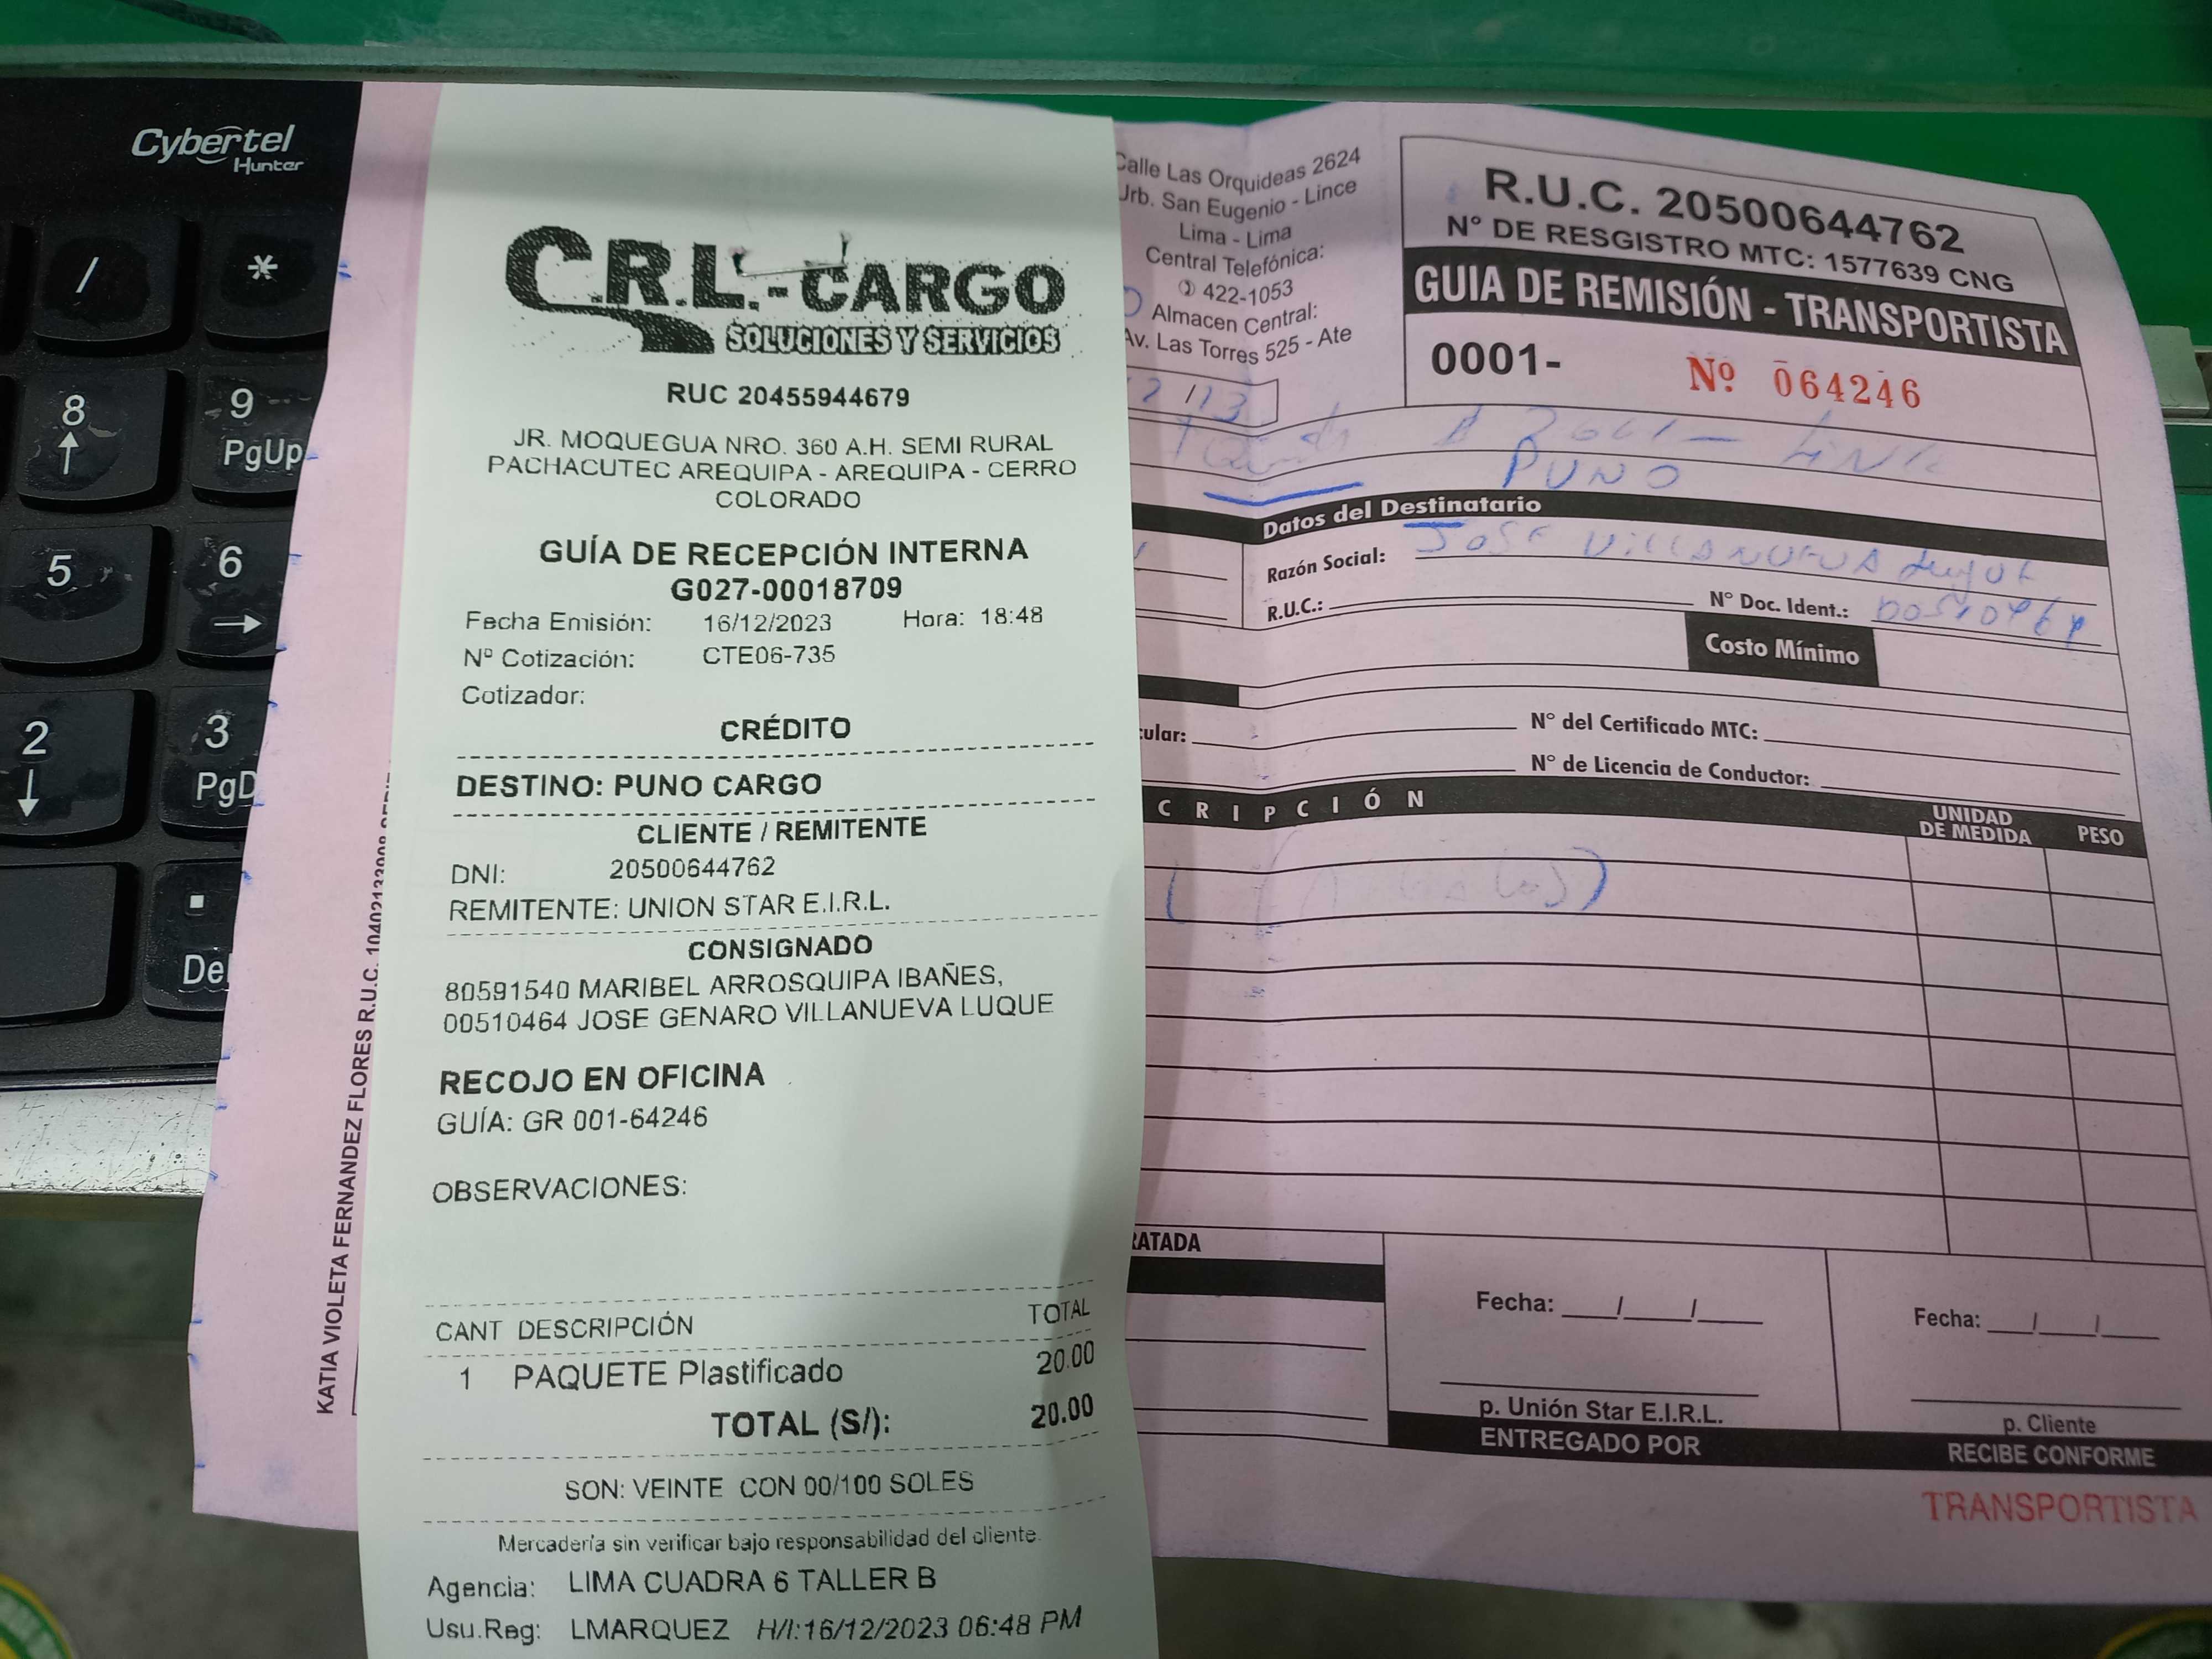 Cybertel
Hunter
/
*
8
9
PgUp
5
6
2
3
PgD
Del
C.R.L.-CARGO
SOLUCIONES Y SERVICIOS
RUC 20455944679
JR. MOQUEGUA NRO. 360 A.H. SEMI RURAL
PACHACUTEC AREQUIPA - AREQUIPA - CERRO
COLORADO
GUÍA DE RECEPCIÓN INTERNA
G027-00018709
Fecha Emisión: 16/12/2023 Hora: 18:48
Nº Cotización: CTE06-735
Cotizador:
CRÉDITO
DESTINO: PUNO CARGO
CLIENTE / REMITENTE
DNI: 20500644762
REMITENTE: UNION STAR E.I.R.L.
CONSIGNADO
80591540 MARIBEL ARROSQUIPA IBAÑES,
00510464 JOSE GENARO VILLANUEVA LUQUE
RECOJO EN OFICINA
GUÍA: GR 001-64246
OBSERVACIONES:
CANT DESCRIPCIÓN TOTAL
1 PAQUETE Plastificado 20.00
TOTAL (S/): 20.00
SON: VEINTE CON 00/100 SOLES
Mercadería sin verificar bajo responsabilidad del cliente.
Agencia: LIMA CUADRA 6 TALLER B
Usu.Reg: LMARQUEZ H/I:16/12/2023 06:48 PM
KATIA VIOLETA FERNANDEZ FLORES R.U.C.
Calle Las Orquideas 2624
Urb. San Eugenio - Lince
Lima - Lima
Central Telefónica:
422-1053
Almacen Central:
Av. Las Torres 525 - Ate
R.U.C. 20500644762
N° DE RESGISTRO MTC: 1577639 CNG
GUIA DE REMISIÓN - TRANSPORTISTA
0001- Nº 064246
PUNO
Datos del Destinatario
Razón Social: JOSE VILLANUEVA
R.U.C.: N° Doc. Ident.:
Costo Mínimo
cular: N° del Certificado MTC:
N° de Licencia de Conductor:
CRIPCIÓN UNIDAD DE MEDIDA PESO
RATADA
Fecha: / / Fecha: / /
p. Unión Star E.I.R.L. p. Cliente
ENTREGADO POR RECIBE CONFORME
TRANSPORTISTA